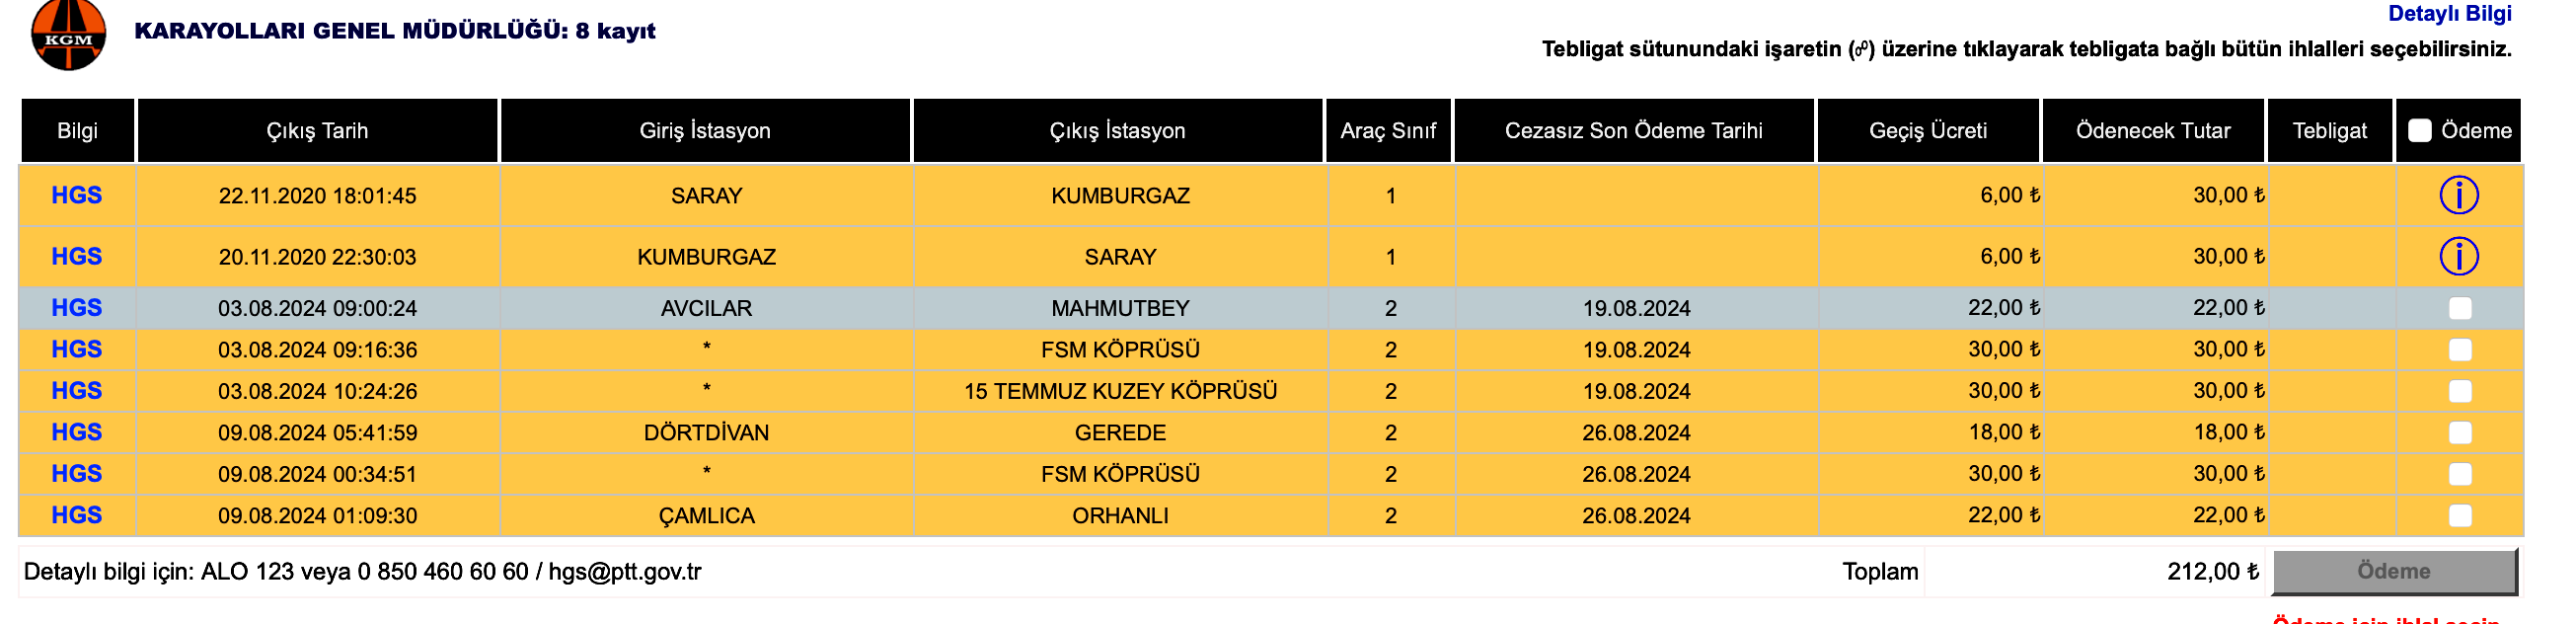 KGM
KARAYOLLARI GENEL MÜDÜRLÜĞÜ: 8 kayıt
Detaylı Bilgi
Tebligat sütunundaki işaretin (🔗) üzerine tıklayarak tebligata bağlı bütün ihlalleri seçebilirsiniz.
Bilgi Çıkış Tarih Giriş İstasyon Çıkış İstasyon Araç Sınıf Cezasız Son Ödeme Tarihi Geçiş Ücreti Ödenecek Tutar Tebligat Ödeme
HGS 22.11.2020 18:01:45 SARAY KUMBURGAZ 1 6,00 ₺ 30,00 ₺
HGS 20.11.2020 22:30:03 KUMBURGAZ SARAY 1 6,00 ₺ 30,00 ₺
HGS 03.08.2024 09:00:24 AVCILAR MAHMUTBEY 2 19.08.2024 22,00 ₺ 22,00 ₺
HGS 03.08.2024 09:16:36 * FSM KÖPRÜSÜ 2 19.08.2024 30,00 ₺ 30,00 ₺
HGS 03.08.2024 10:24:26 * 15 TEMMUZ KUZEY KÖPRÜSÜ 2 19.08.2024 30,00 ₺ 30,00 ₺
HGS 09.08.2024 05:41:59 DÖRTDİVAN GEREDE 2 26.08.2024 18,00 ₺ 18,00 ₺
HGS 09.08.2024 00:34:51 * FSM KÖPRÜSÜ 2 26.08.2024 30,00 ₺ 30,00 ₺
HGS 09.08.2024 01:09:30 ÇAMLICA ORHANLI 2 26.08.2024 22,00 ₺ 22,00 ₺
Detaylı bilgi için: ALO 123 veya 0 850 460 60 60 / hgs@ptt.gov.tr Toplam 212,00 ₺ Ödeme
Ödeme için ihlal seçin